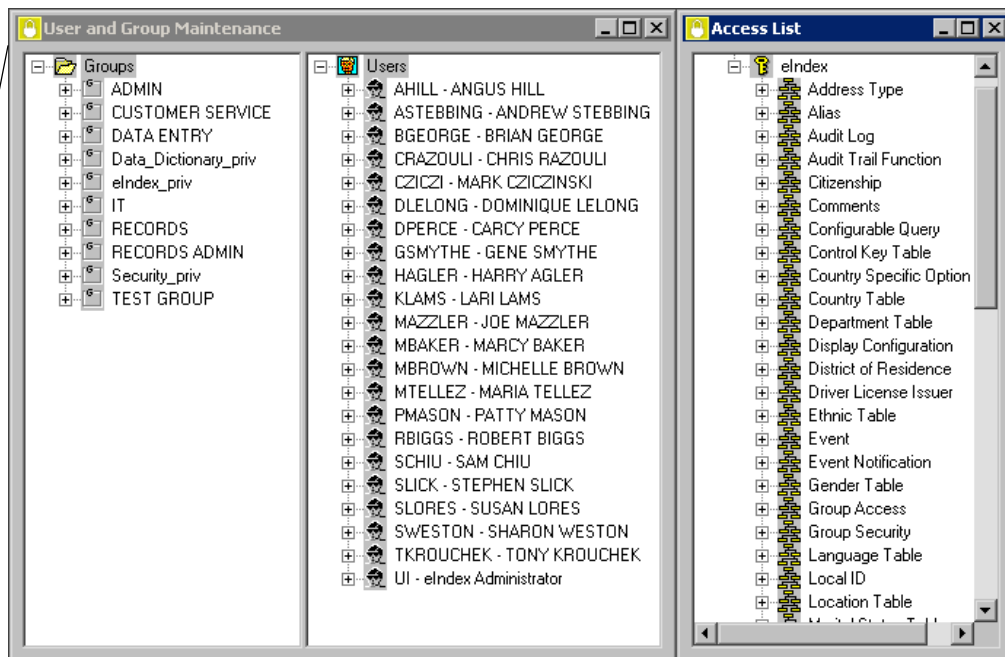 User and Group Maintenance
Groups
ADMIN
CUSTOMER SERVICE
DATA ENTRY
Data_Dictionary_priv
eIndex_priv
IT
RECORDS
RECORDS ADMIN
Security_priv
TEST GROUP
Users
AHILL - ANGUS HILL
ASTEBBING - ANDREW STEBBING
BGEORGE - BRIAN GEORGE
CRAZOULI - CHRIS RAZOULI
CZICZI - MARK CZICZINSKI
DLELONG - DOMINIQUE LELONG
DPERCE - CARCY PERCE
GSMYTHE - GENE SMYTHE
HAGLER - HARRY AGLER
KLAMS - LARI LAMS
MAZZLER - JOE MAZZLER
MBAKER - MARCY BAKER
MBROWN - MICHELLE BROWN
MTELLEZ - MARIA TELLEZ
PMASON - PATTY MASON
RBIGGS - ROBERT BIGGS
SCHIU - SAM CHIU
SLICK - STEPHEN SLICK
SLORES - SUSAN LORES
SWESTON - SHARON WESTON
TKROUCHEK - TONY KROUCHEK
UI - eIndex Administrator
Access List
eIndex
Address Type
Alias
Audit Log
Audit Trail Function
Citizenship
Comments
Configurable Query
Control Key Table
Country Specific Option
Country Table
Department Table
Display Configuration
District of Residence
Driver License Issuer
Ethnic Table
Event
Event Notification
Gender Table
Group Access
Group Security
Language Table
Local ID
Location Table